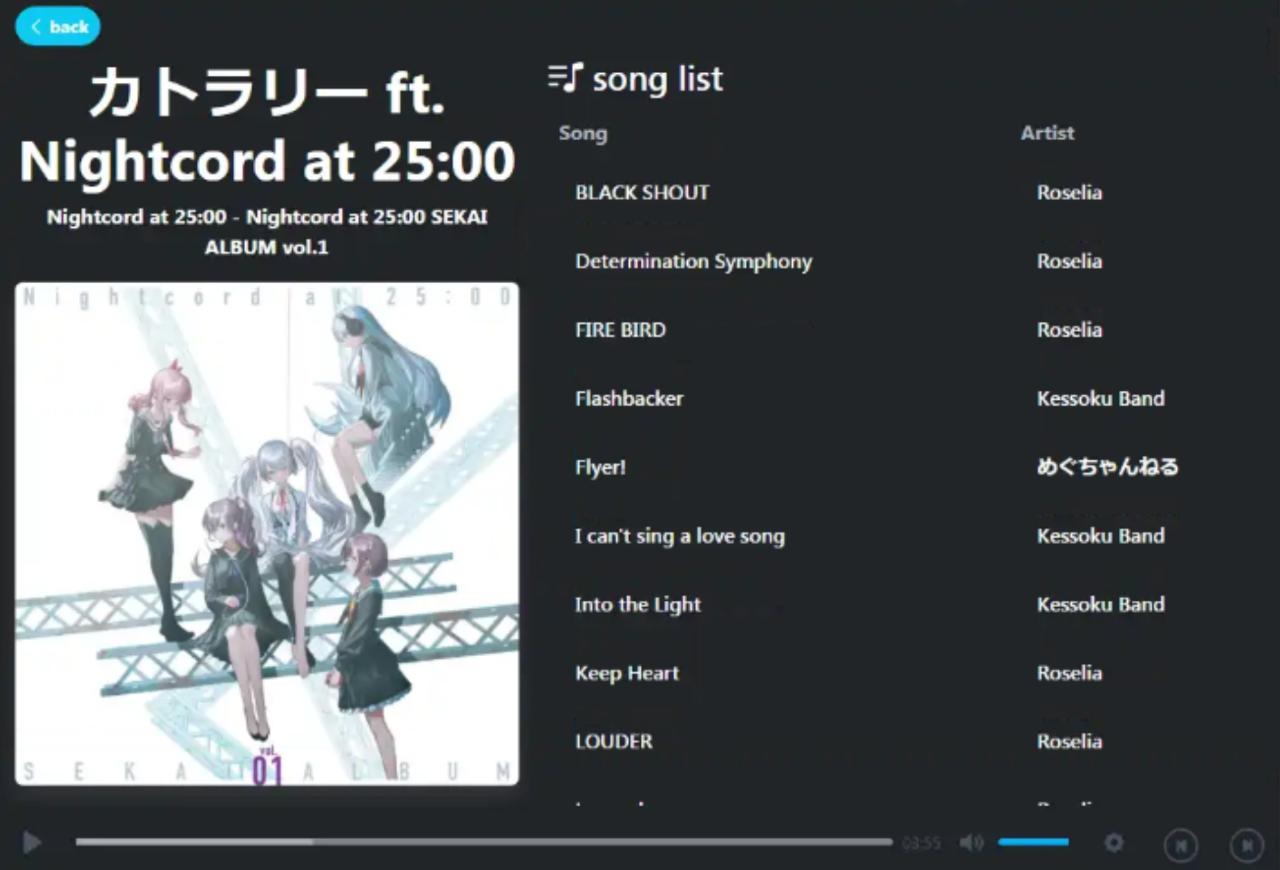 back
カトラリー ft.
Nightcord at 25:00
Nightcord at 25:00 - Nightcord at 25:00 SEKAI
ALBUM vol.1
Nightcord at 25:00
vol.
01
SEKAI ALBUM
song list
Song Artist
BLACK SHOUT Roselia
Determination Symphony Roselia
FIRE BIRD Roselia
Flashbacker Kessoku Band
Flyer! めぐちゃんねる
I can't sing a love song Kessoku Band
Into the Light Kessoku Band
Keep Heart Roselia
LOUDER Roselia
03:55